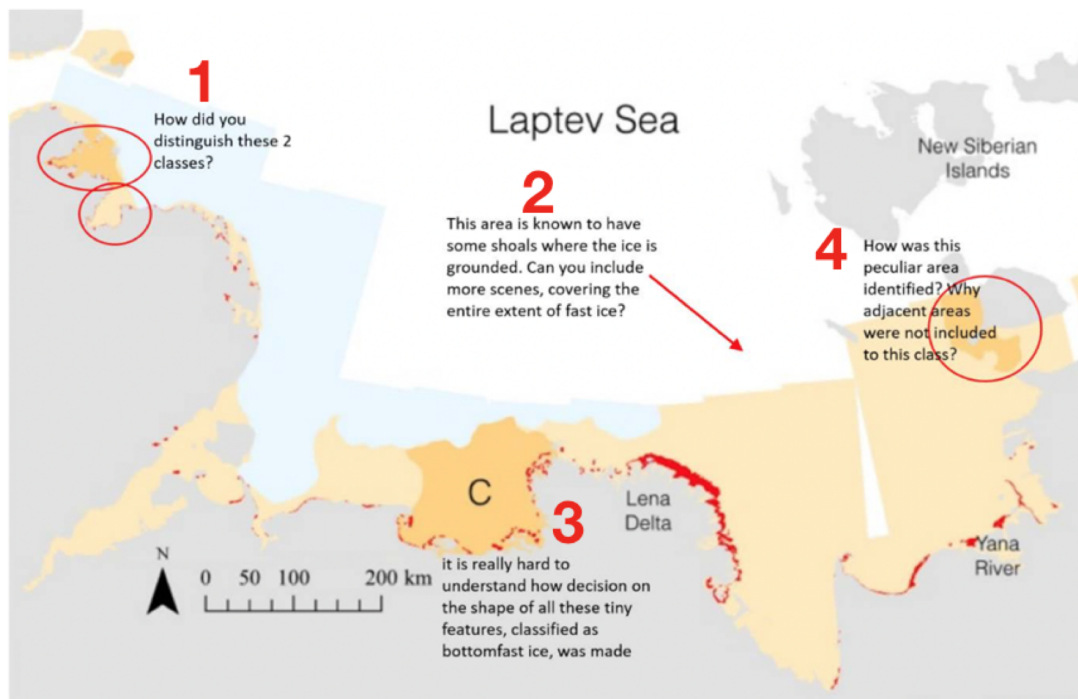 1
How did you
distinguish these 2
classes?
Laptev Sea
New Siberian
Islands
2
This area is known to have
some shoals where the ice is
grounded. Can you include
more scenes, covering the
entire extent of fast ice?
4
How was this
peculiar area
identified? Why
adjacent areas
were not included
to this class?
C
Lena
Delta
Yana
River
3
it is really hard to
understand how decision on
the shape of all these tiny
features, classified as
bottomfast ice, was made
N
0 50 100 200 km